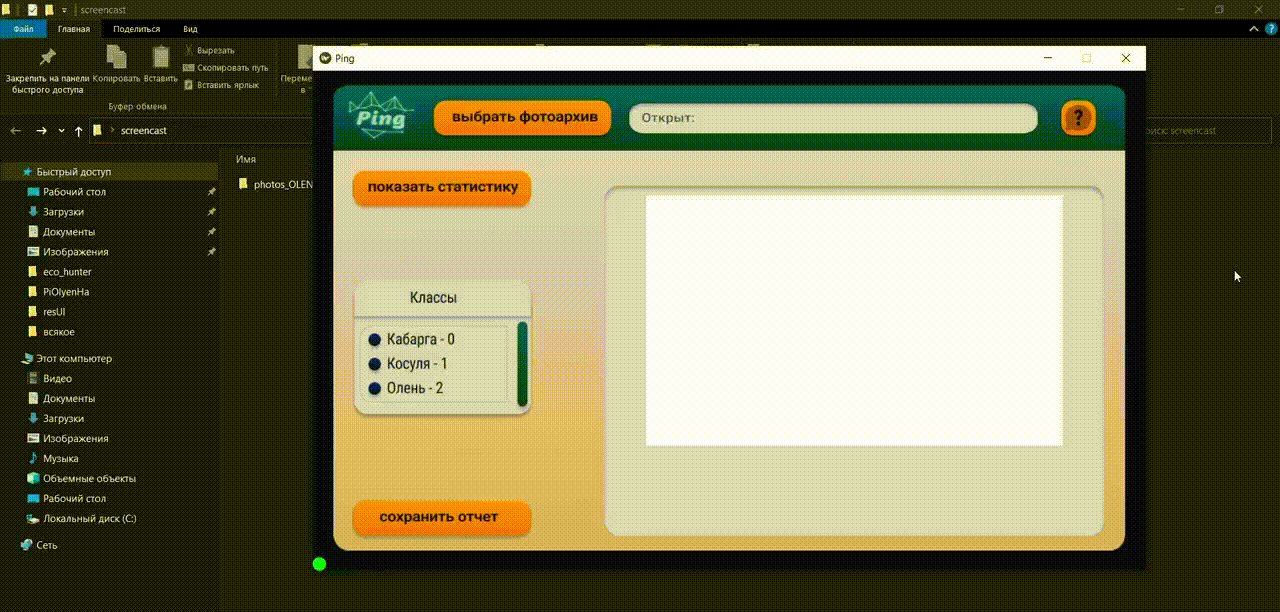 screencast
Файл
Главная
Поделиться
Вид
Закрепить на панели
быстрого доступа
Копировать
Вставить
Вырезать
Скопировать путь
Вставить ярлык
Переме
в
Буфер обмена
screencast
оиск: screencast
Быстрый доступ
Рабочий стол
Загрузки
Документы
Изображения
eco_hunter
PiOlyenHa
resUI
всякое
Этот компьютер
Видео
Документы
Загрузки
Изображения
Музыка
Объемные объекты
Рабочий стол
Локальный диск (C:)
Сеть
Имя
photos_OLEN
Ping
Ping
выбрать фотоархив
Открыт:
?
показать статистику
Классы
Кабарга - 0
Косуля - 1
Олень - 2
сохранить отчет